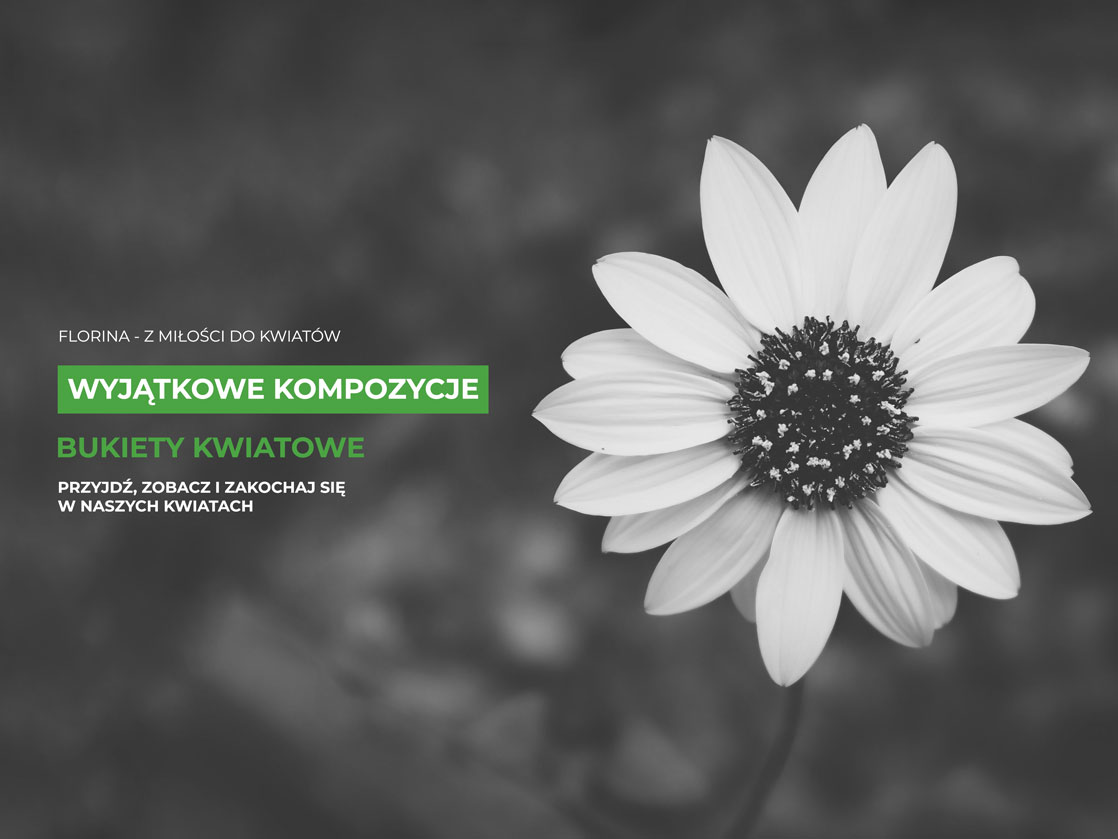 FLORINA - Z MIŁOŚCI DO KWIATÓW
WYJĄTKOWE KOMPOZYCJE
BUKIETY KWIATOWE
PRZYJDŹ, ZOBACZ I ZAKOCHAJ SIĘ
W NASZYCH KWIATACH